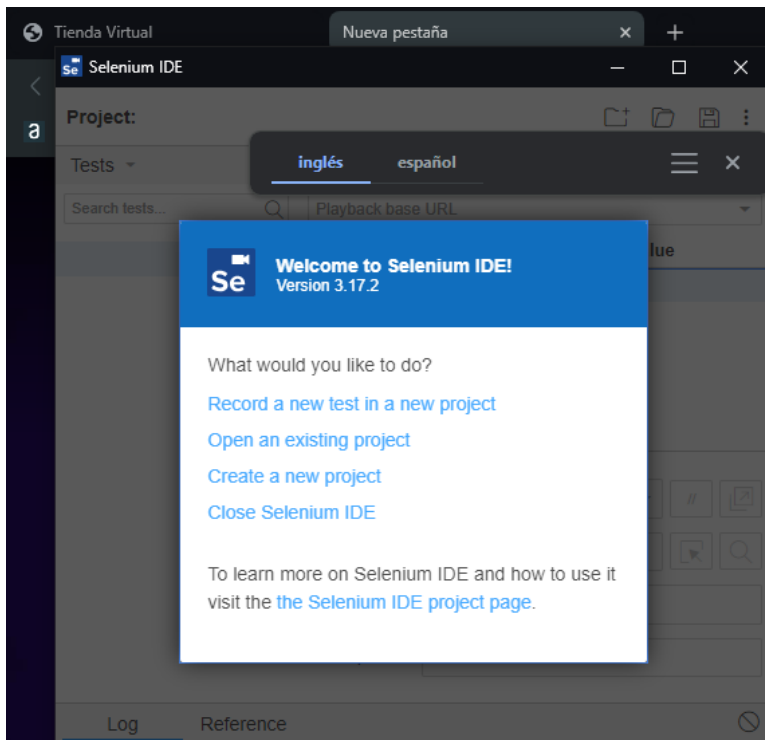 Tienda Virtual
Nueva pestaña
Se Selenium IDE
a
Project:
Tests
inglés español
Search tests...
Playback base URL
lue
Se
Welcome to Selenium IDE!
Version 3.17.2
What would you like to do?
Record a new test in a new project
Open an existing project
Create a new project
Close Selenium IDE
//
To learn more on Selenium IDE and how to use it
visit the the Selenium IDE project page.
Log Reference